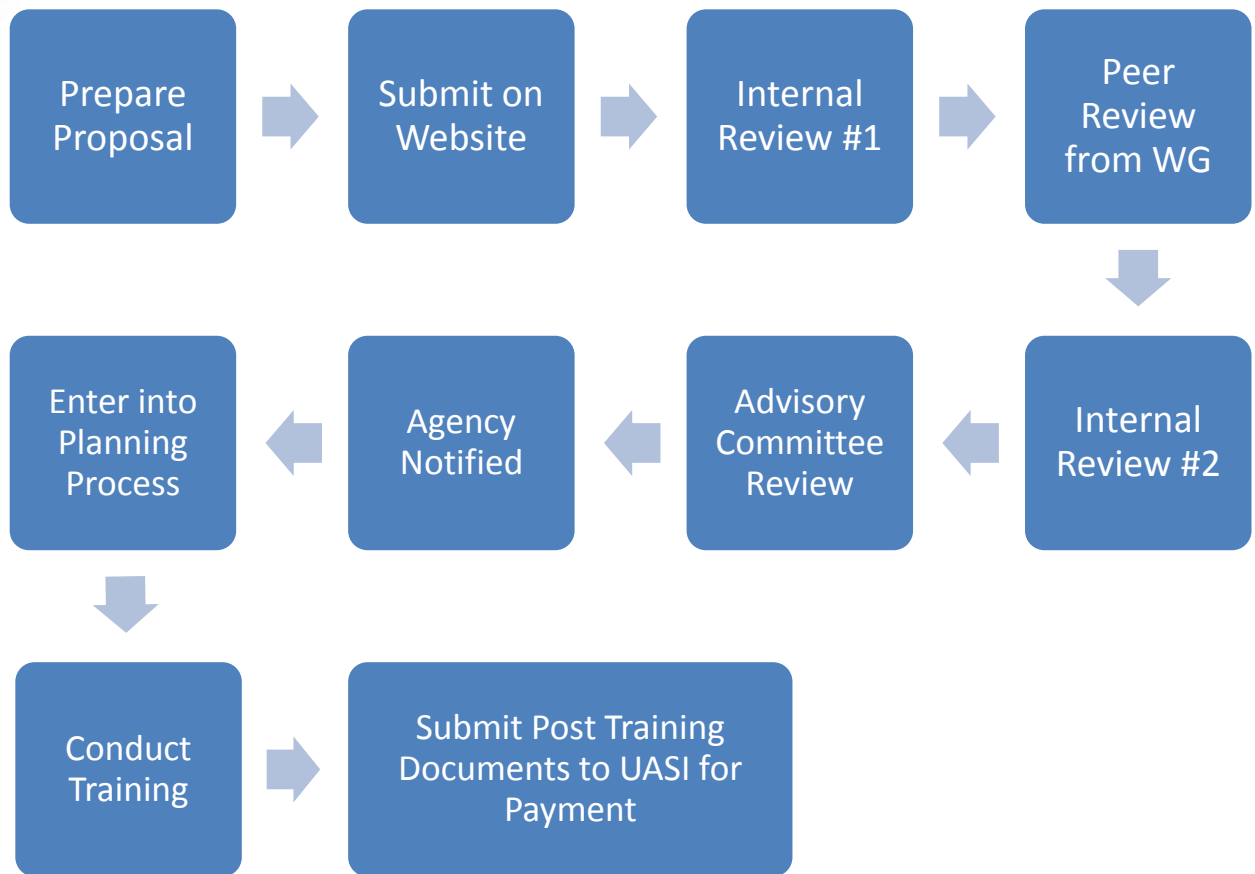 Prepare
Proposal
Submit on
Website
Internal
Review #1
Peer
Review
from WG
Enter into
Planning
Process
Agency
Notified
Advisory
Committee
Review
Internal
Review #2
Conduct
Training
Submit Post Training
Documents to UASI for
Payment